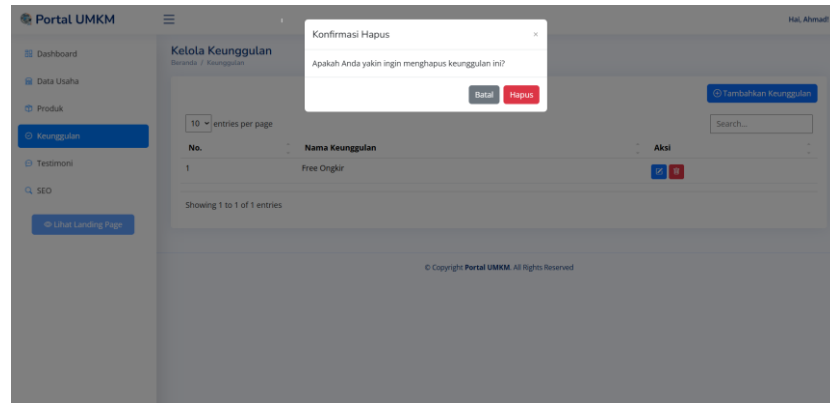 Portal UMKM
Hai, Ahmad!
Konfirmasi Hapus
×
Apakah Anda yakin ingin menghapus keunggulan ini?
Batal Hapus
Dashboard
Data Usaha
Produk
Keunggulan
Testimoni
SEO
Lihat Landing Page
Kelola Keunggulan
Beranda / Keunggulan
Tambahkan Keunggulan
10 entries per page
Search...
No. Nama Keunggulan Aksi
1 Free Ongkir
Showing 1 to 1 of 1 entries
© Copyright Portal UMKM. All Rights Reserved